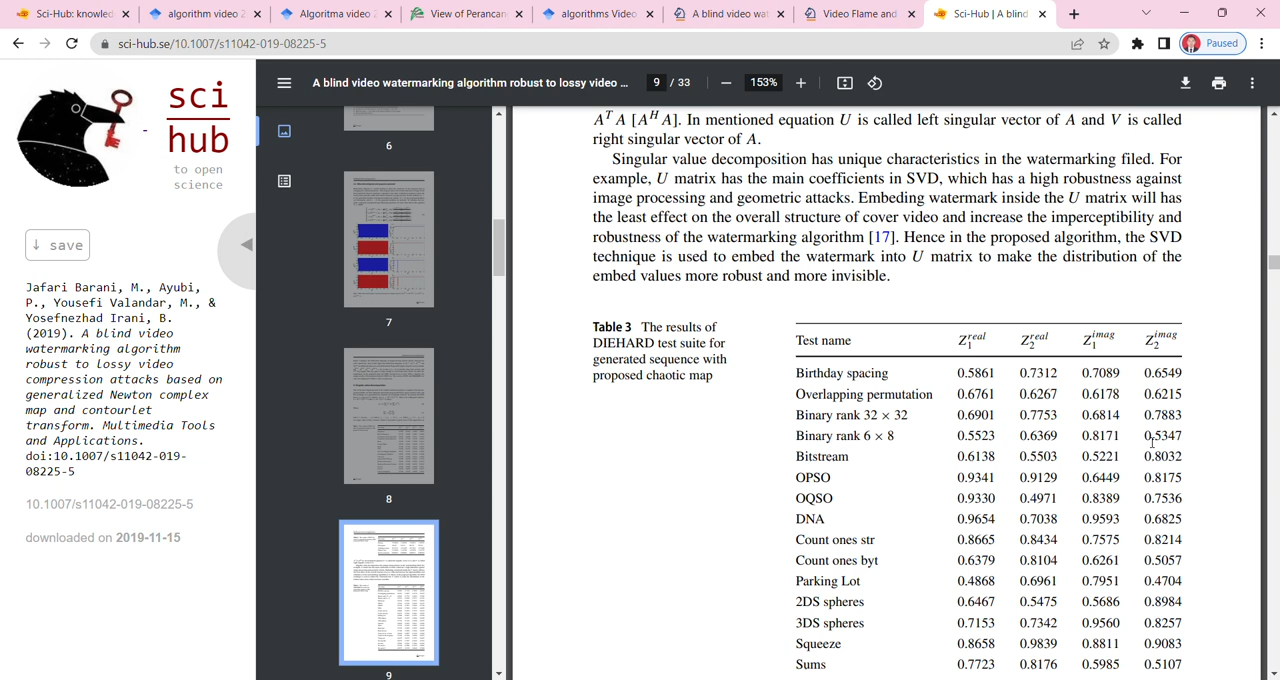 Sci-Hub: knowled
algorithm video 2
Algoritma video 2
View of Perancan
algorithms Video
A blind video wat
Video Flame and
Sci-Hub | A blind
sci-hub.se/10.1007/s11042-019-08225-5
Paused
sci
hub
to open
science
↓ save
Jafari Barani, M., Ayubi,
P., Yousefi Valandar, M., &
Yosefnezhad Irani, B.
(2019). A blind video
watermarking algorithm
robust to lossy video
compression attacks based on
generalized Newton complex
map and contourlet
transform. Multimedia Tools
and Applications.
doi:10.1007/s11042-019-
08225-5
10.1007/s11042-019-08225-5
downloaded on 2019-11-15
A blind video watermarking algorithm robust to lossy video ...
9 / 33
153%
6
7
8
9
A^T A [A^H A]. In mentioned equation U is called left singular vector of A and V is called
right singular vector of A.
Singular value decomposition has unique characteristics in the watermarking filed. For
example U matrix has the main coefficients in SVD, which has a high robustness against
image processing and geometric attacks. Embeding watermark inside the U matrix will has
the least effect on the overall structure of cover video and increase the imperceptibility and
robustness of the watermarking algorithm [17]. Hence in the proposed algorithm, the SVD
technique is used to embed the watermark into U matrix to make the distribution of the
embed values more robust and more invisible.
Table 3 The results of
DIEHARD test suite for
generated sequence with
proposed chaotic map
Test name Z_1^real Z_2^real Z_1^imag Z_2^imag
Birthday spacing 0.5861 0.7312 0.7089 0.6549
Overlapping permutation 0.6761 0.6267 0.8178 0.6215
Binary rank 32 × 32 0.6901 0.7753 0.6814 0.7883
Binary rank 6 × 8 0.5523 0.6369 0.7171 0.5347
Bitstream 0.6138 0.5503 0.5221 0.8032
OPSO 0.9341 0.9129 0.6449 0.8175
OQSO 0.9330 0.4971 0.8389 0.7536
DNA 0.9654 0.7038 0.9593 0.6825
Count ones str 0.8665 0.8434 0.7575 0.8214
Count ones byt 0.6379 0.8104 0.5057
Parking Lot 0.4868 0.4704
2D spheres 0.6497 0.5475 0.8984
3DS spheres 0.7153 0.7342 0.8257
Squeeze 0.8658 0.9839 0.8811 0.9083
Sums 0.7723 0.8176 0.5985 0.5107